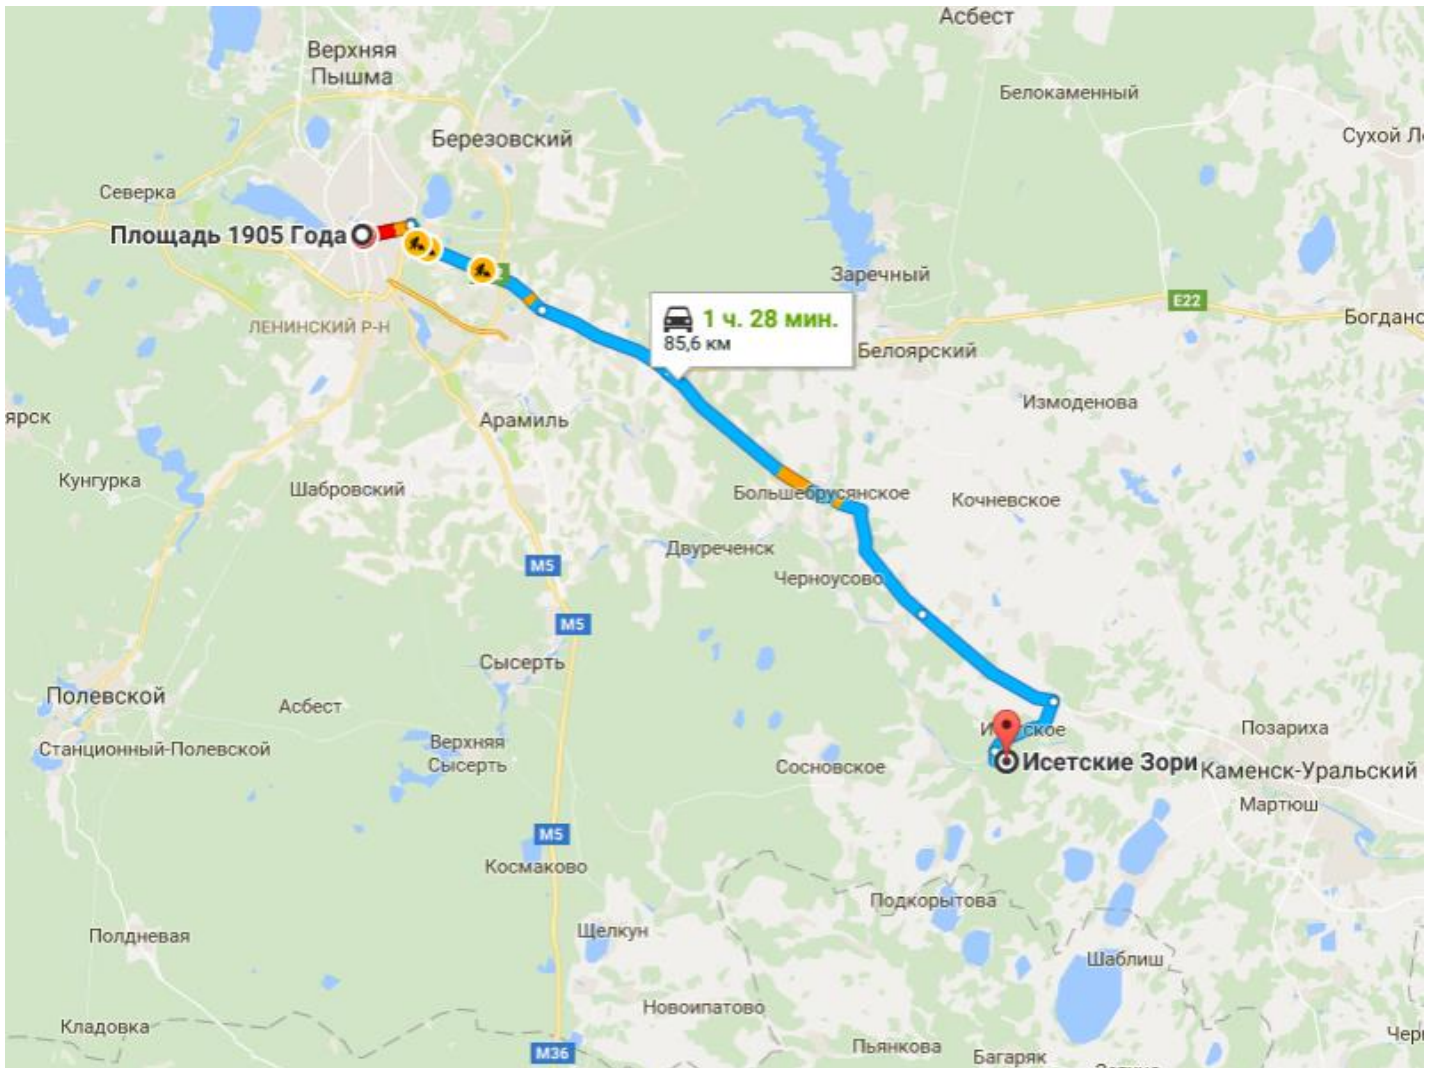 Асбест
Верхняя
Пышма
Белокаменный
Березовский
Сухой Л
Северка
Площадь 1905 Года
Заречный
E22
Богданс
ЛЕНИНСКИЙ Р-Н
1 ч. 28 мин.
85,6 км
Белоярский
Измоденова
ярск
Арамиль
Кунгурка
Шабровский
Большебрусянское
Кочневское
Двуреченск
M5
Черноусово
M5
Сысерть
Полевской
Асбест
Станционный-Полевской
Верхняя
Сысерть
Позариха
Сосновское
Исетские Зори
Каменск-Уральский
Мартюш
M5
Космаково
Подкорытова
Щелкун
Полдневая
Шаблиш
Новоипатово
Кладовка
M36
Пьянкова
Багаряк
Чер